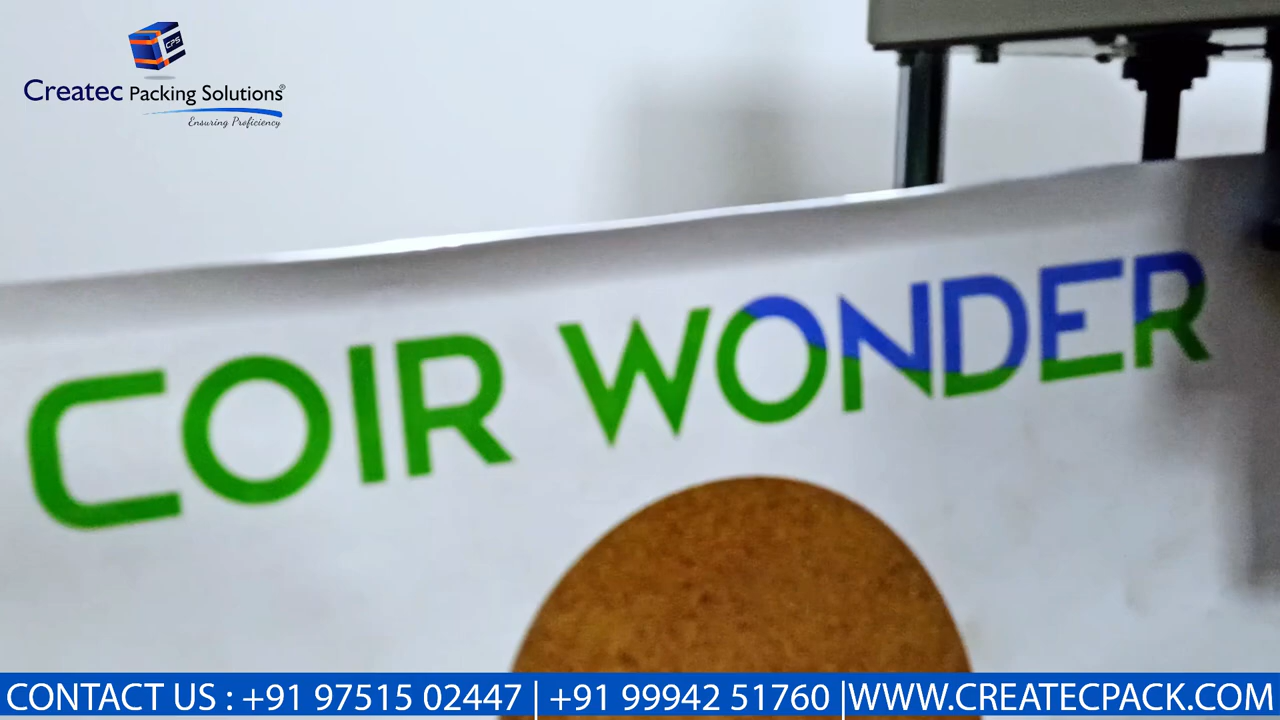 CPS
Createc Packing Solutions®
Ensuring Proficiency
COIR WONDER
CONTACT US : +91 97515 02447 | +91 99942 51760 |WWW.CREATECPACK.COM